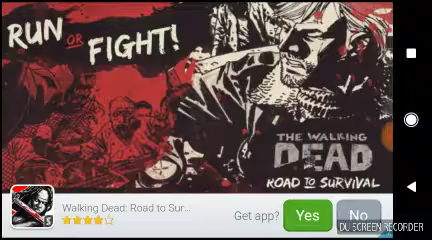 RUN OR FIGHT!
THE WALKING
DEAD
ROAD TO SURVIVAL
Walking Dead: Road to Sur...
Get app?
Yes
No
DU SCREEN RECORDER